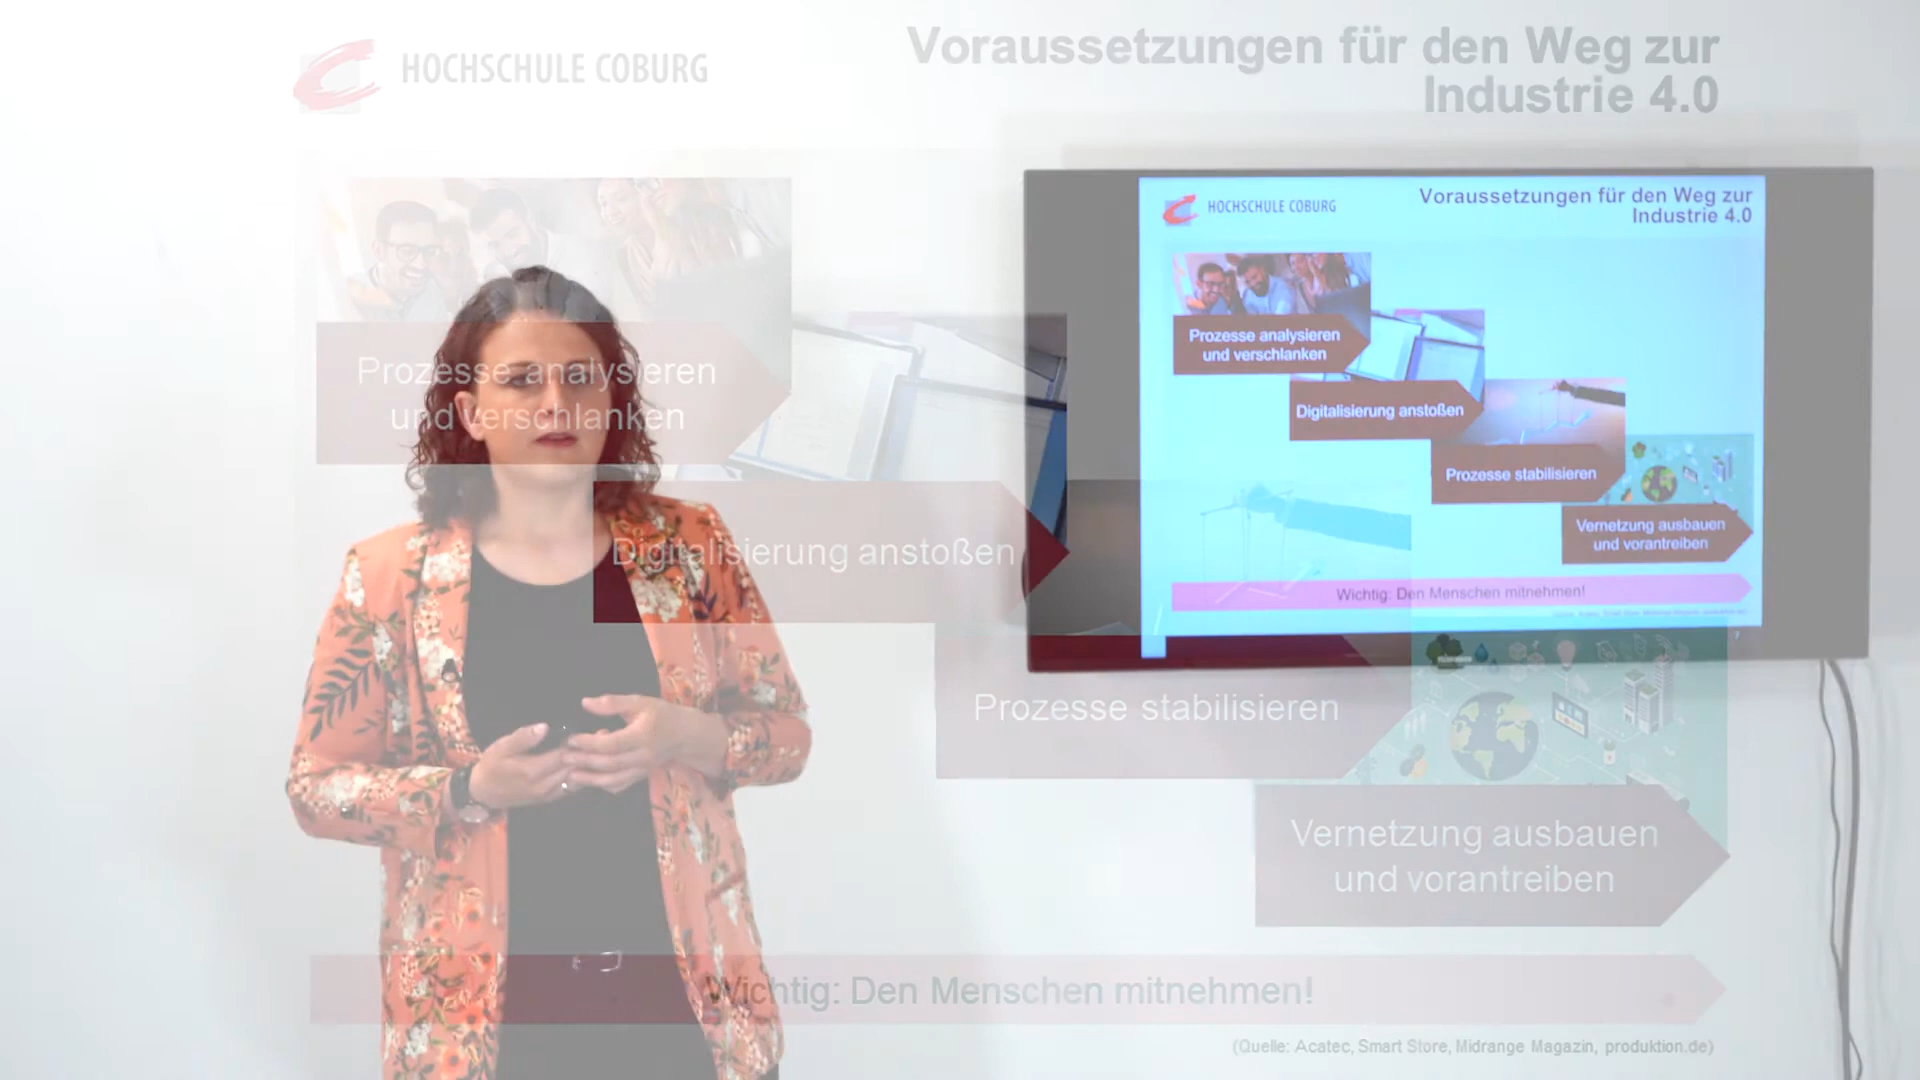 HOCHSCHULE COBURG
Voraussetzungen für den Weg zur
Industrie 4.0
Prozesse analysieren
und verschlanken
Digitalisierung anstoßen
Prozesse stabilisieren
Vernetzung ausbauen
und vorantreiben
Wichtig: Den Menschen mitnehmen!
(Quelle: Acatec, Smart Store, Midrange Magazin, produktion.de)
HOCHSCHULE COBURG
Voraussetzungen für den Weg zur
Industrie 4.0
Prozesse analysieren
und verschlanken
Digitalisierung anstoßen
Prozesse stabilisieren
Vernetzung ausbauen
und vorantreiben
Wichtig: Den Menschen mitnehmen!
7